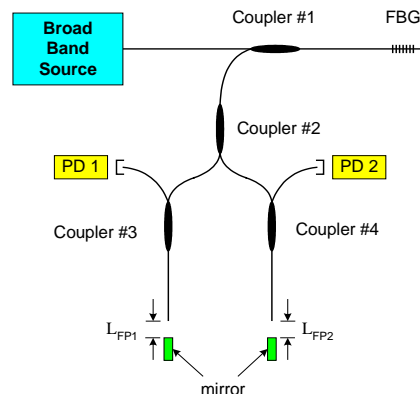 Coupler #1
FBG
Broad
Band
Source
Coupler #2
PD 1
PD 2
Coupler #3
Coupler #4
LFP1
LFP2
mirror